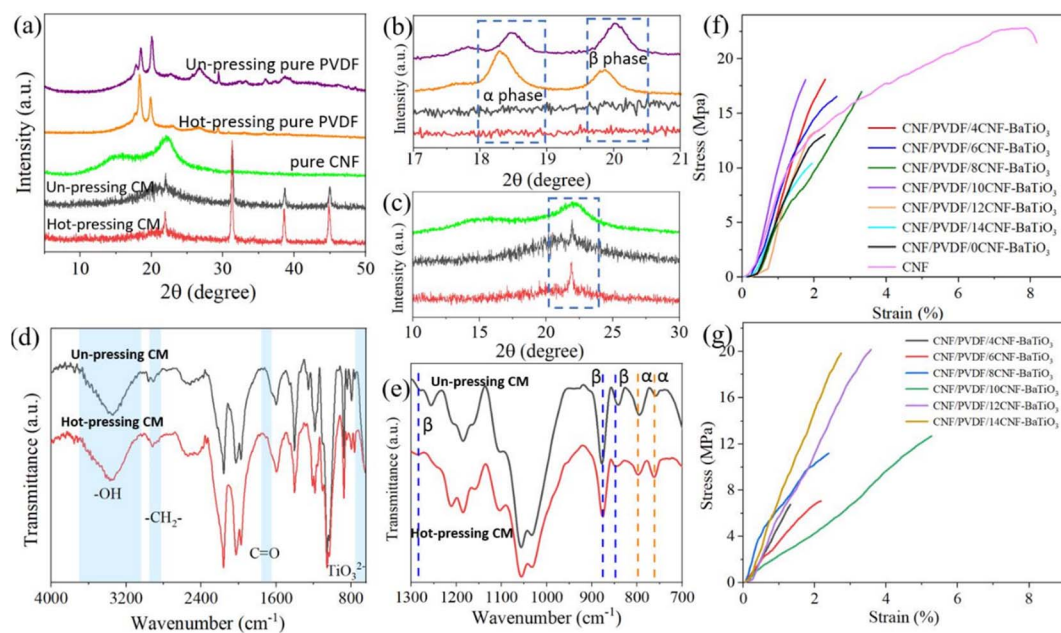 (a)
Un-pressing pure PVDF
Hot-pressing pure PVDF
pure CNF
Un-pressing CM
Hot-pressing CM
Intensity (a.u.)
5 10 20 30 40 50
2θ (degree)
(b)
β phase
α phase
Intensity (a.u.)
17 18 19 20 21
2θ (degree)
(c)
Intensity (a.u.)
10 15 20 25 30
2θ (degree)
(f)
Stress (Mpa)
20
15
10
5
0
0 2 4 6 8
Strain (%)
CNF/PVDF/4CNF-BaTiO₃
CNF/PVDF/6CNF-BaTiO₃
CNF/PVDF/8CNF-BaTiO₃
CNF/PVDF/10CNF-BaTiO₃
CNF/PVDF/12CNF-BaTiO₃
CNF/PVDF/14CNF-BaTiO₃
CNF/PVDF/0CNF-BaTiO₃
CNF
(d)
Un-pressing CM
Hot-pressing CM
-OH
-CH₂-
C=O
TiO₃²⁻
Transmittance (a.u.)
4000 3200 2400 1600 800
Wavenumber (cm⁻¹)
(e)
Un-pressing CM
β β α α
β
Hot-pressing CM
Transmittance (a.u.)
1300 1200 1100 1000 900 800 700
Wavenumber (cm⁻¹)
(g)
Stress (MPa)
20
16
12
8
4
0
0 2 4 6 8
Strain (%)
CNF/PVDF/4CNF-BaTiO₃
CNF/PVDF/6CNF-BaTiO₃
CNF/PVDF/8CNF-BaTiO₃
CNF/PVDF/10CNF-BaTiO₃
CNF/PVDF/12CNF-BaTiO₃
CNF/PVDF/14CNF-BaTiO₃